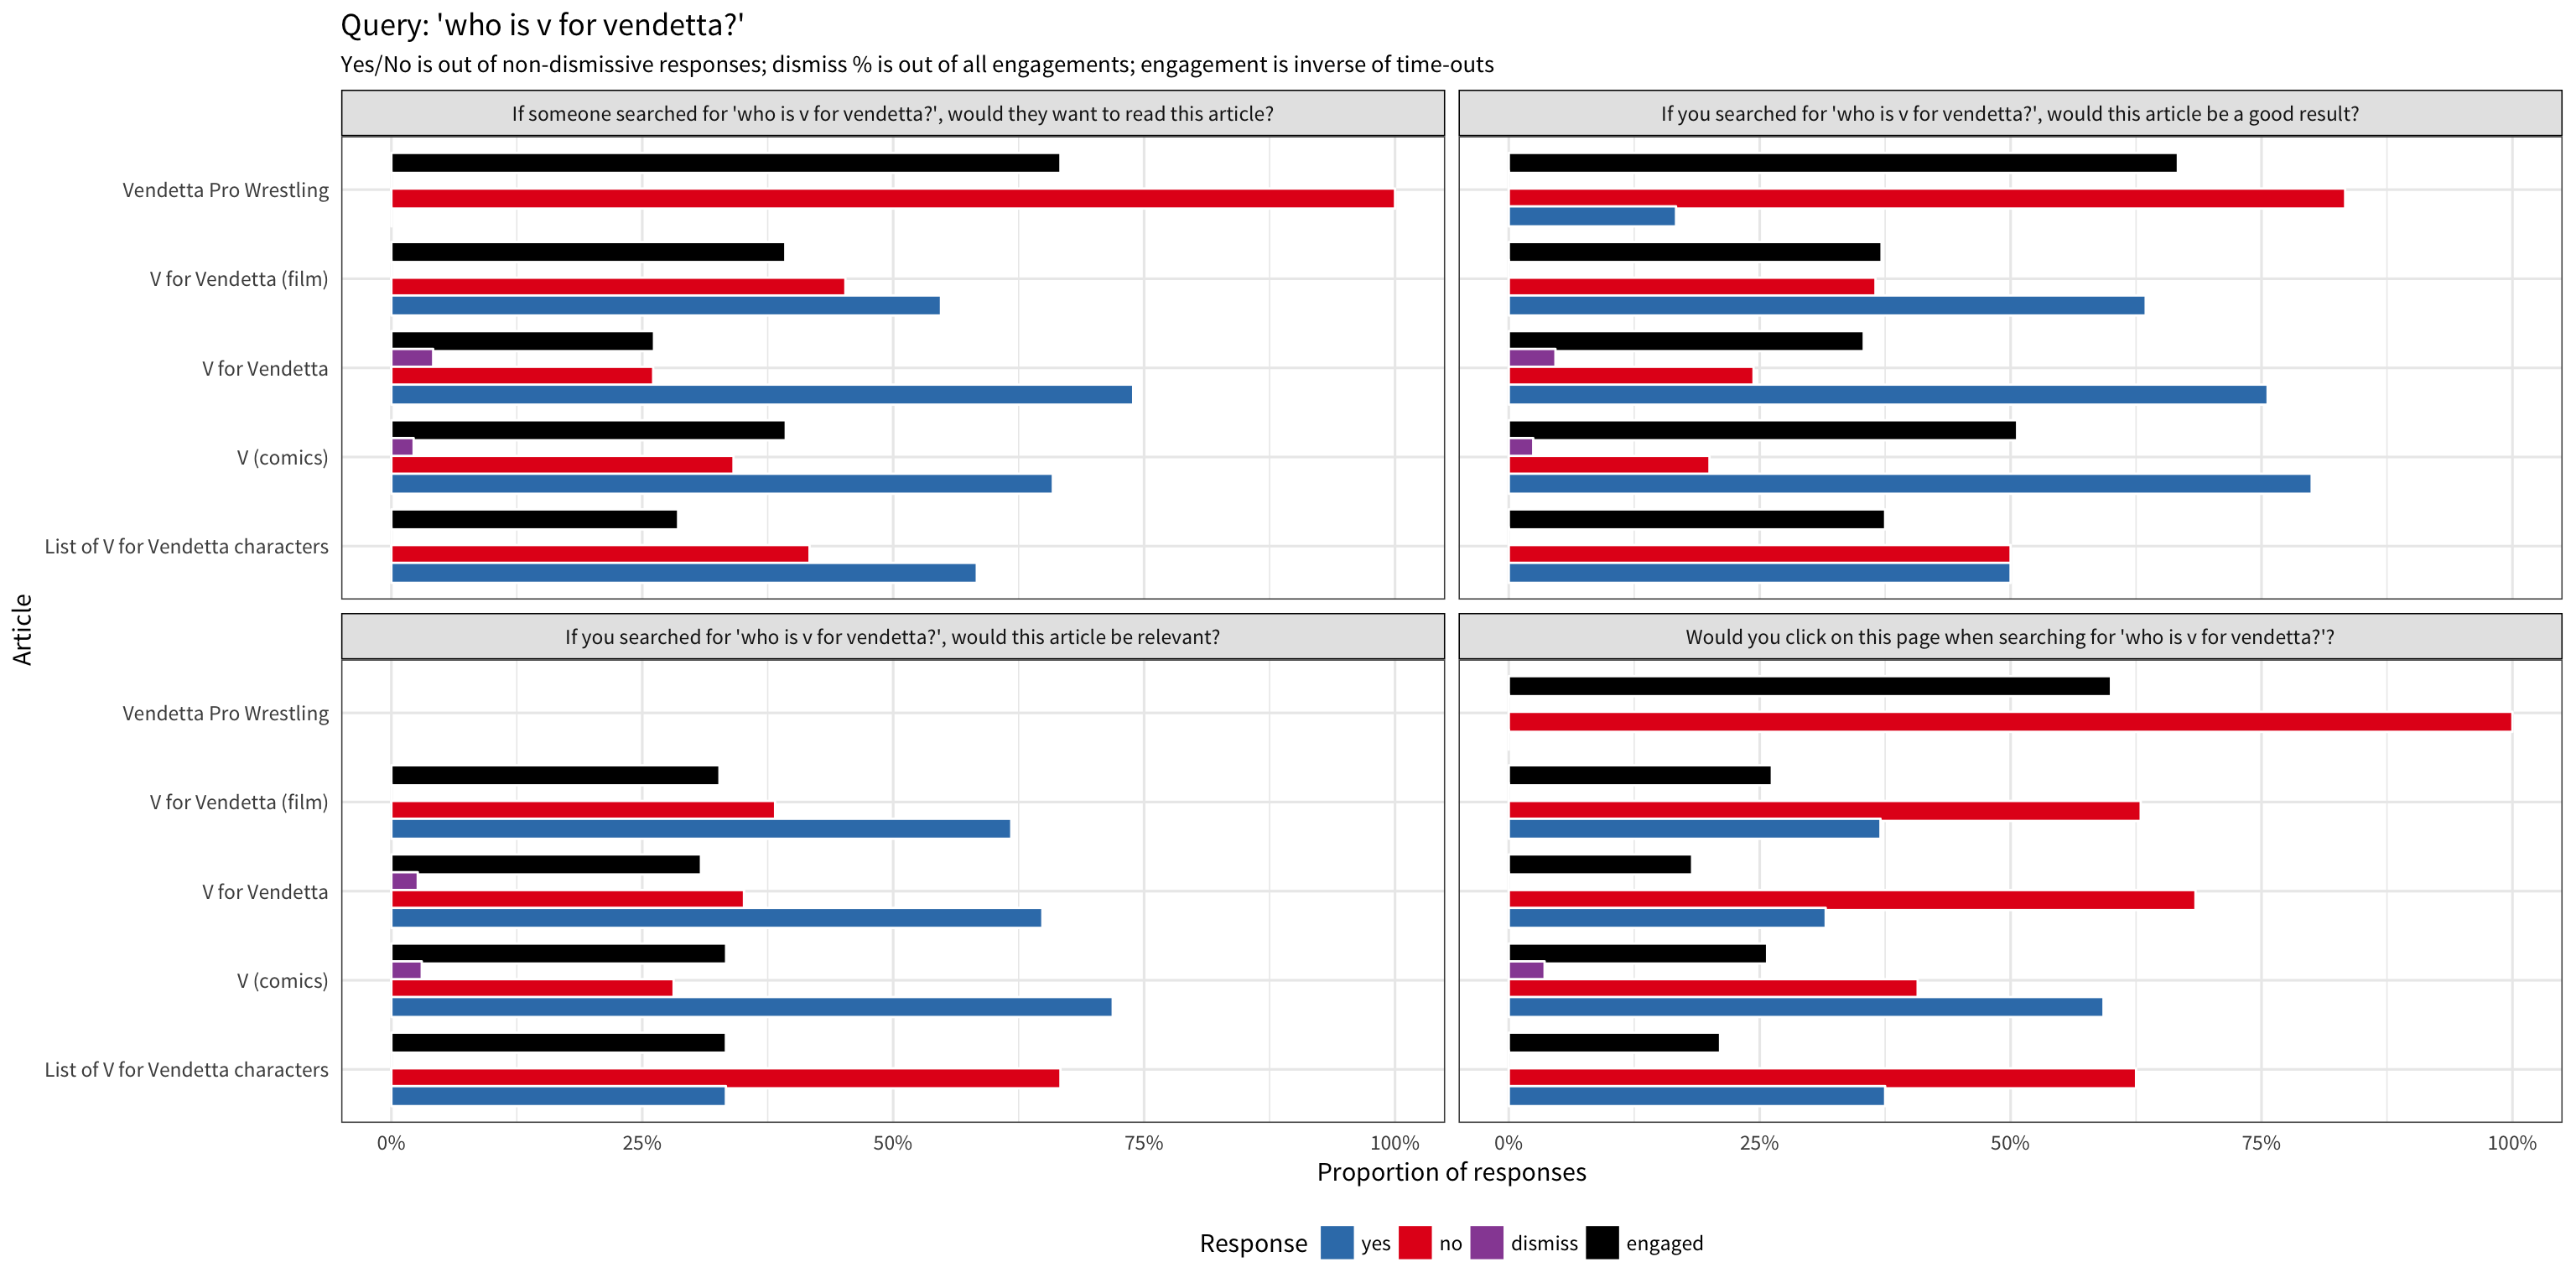 Query: 'who is v for vendetta?'
Yes/No is out of non-dismissive responses; dismiss % is out of all engagements; engagement is inverse of time-outs
If someone searched for 'who is v for vendetta?', would they want to read this article?
If you searched for 'who is v for vendetta?', would this article be a good result?
Vendetta Pro Wrestling
V for Vendetta (film)
V for Vendetta
V (comics)
List of V for Vendetta characters
Article
If you searched for 'who is v for vendetta?', would this article be relevant?
Would you click on this page when searching for 'who is v for vendetta?'?
Vendetta Pro Wrestling
V for Vendetta (film)
V for Vendetta
V (comics)
List of V for Vendetta characters
0% 25% 50% 75% 100% 0% 25% 50% 75% 100%
Proportion of responses
Response yes no dismiss engaged